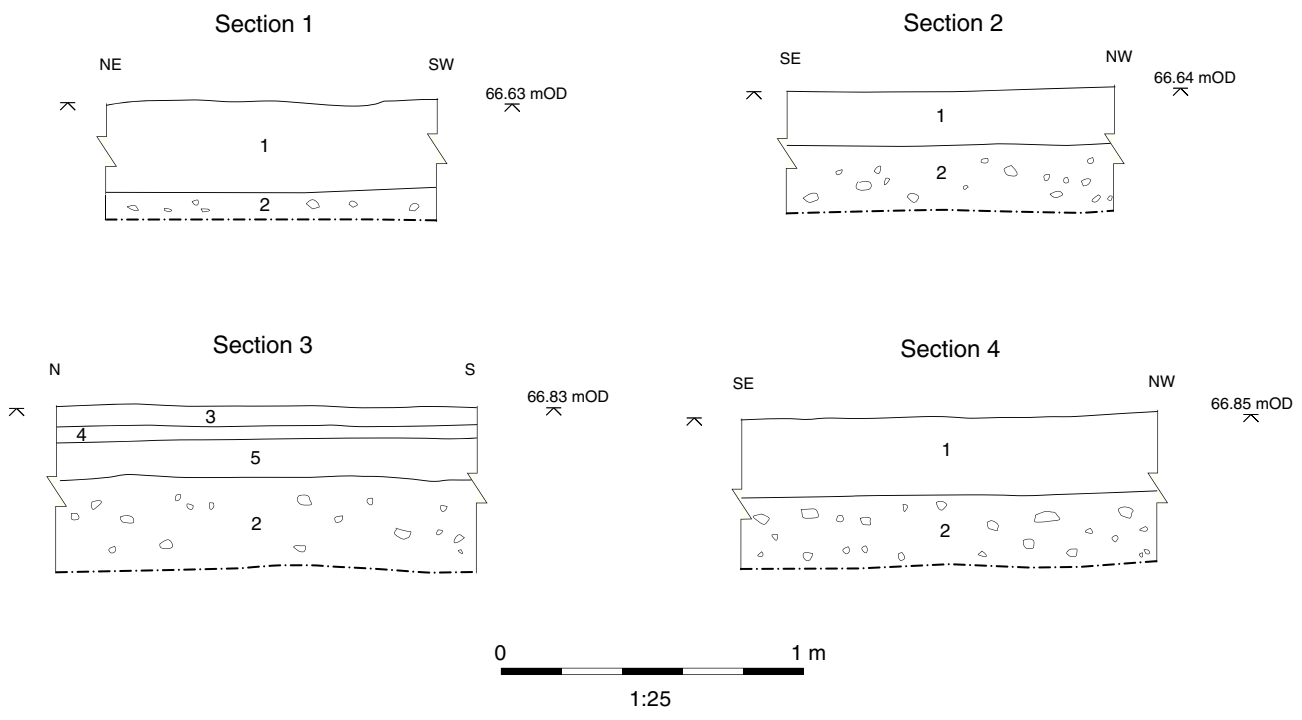 Section 1
NE
SW
66.63 mOD
1
2
Section 2
SE
NW
66.64 mOD
1
2
Section 3
N
S
66.83 mOD
3
4
5
2
Section 4
SE
NW
66.85 mOD
1
2
0
1 m
1:25